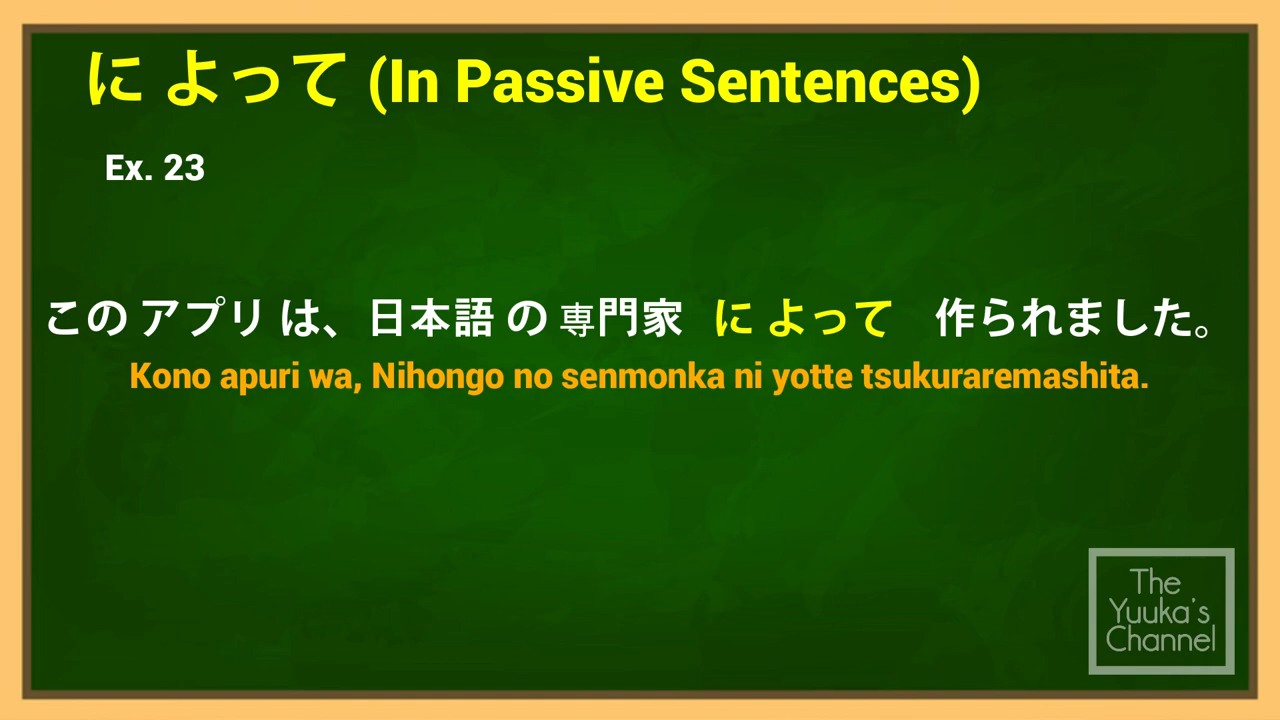 に よって (In Passive Sentences)
Ex. 23
この アプリ は、日本語 の 専門家 に よって 作られました。
Kono apuri wa, Nihongo no senmonka ni yotte tsukuraremashita.
The
Yuuka's
Channel